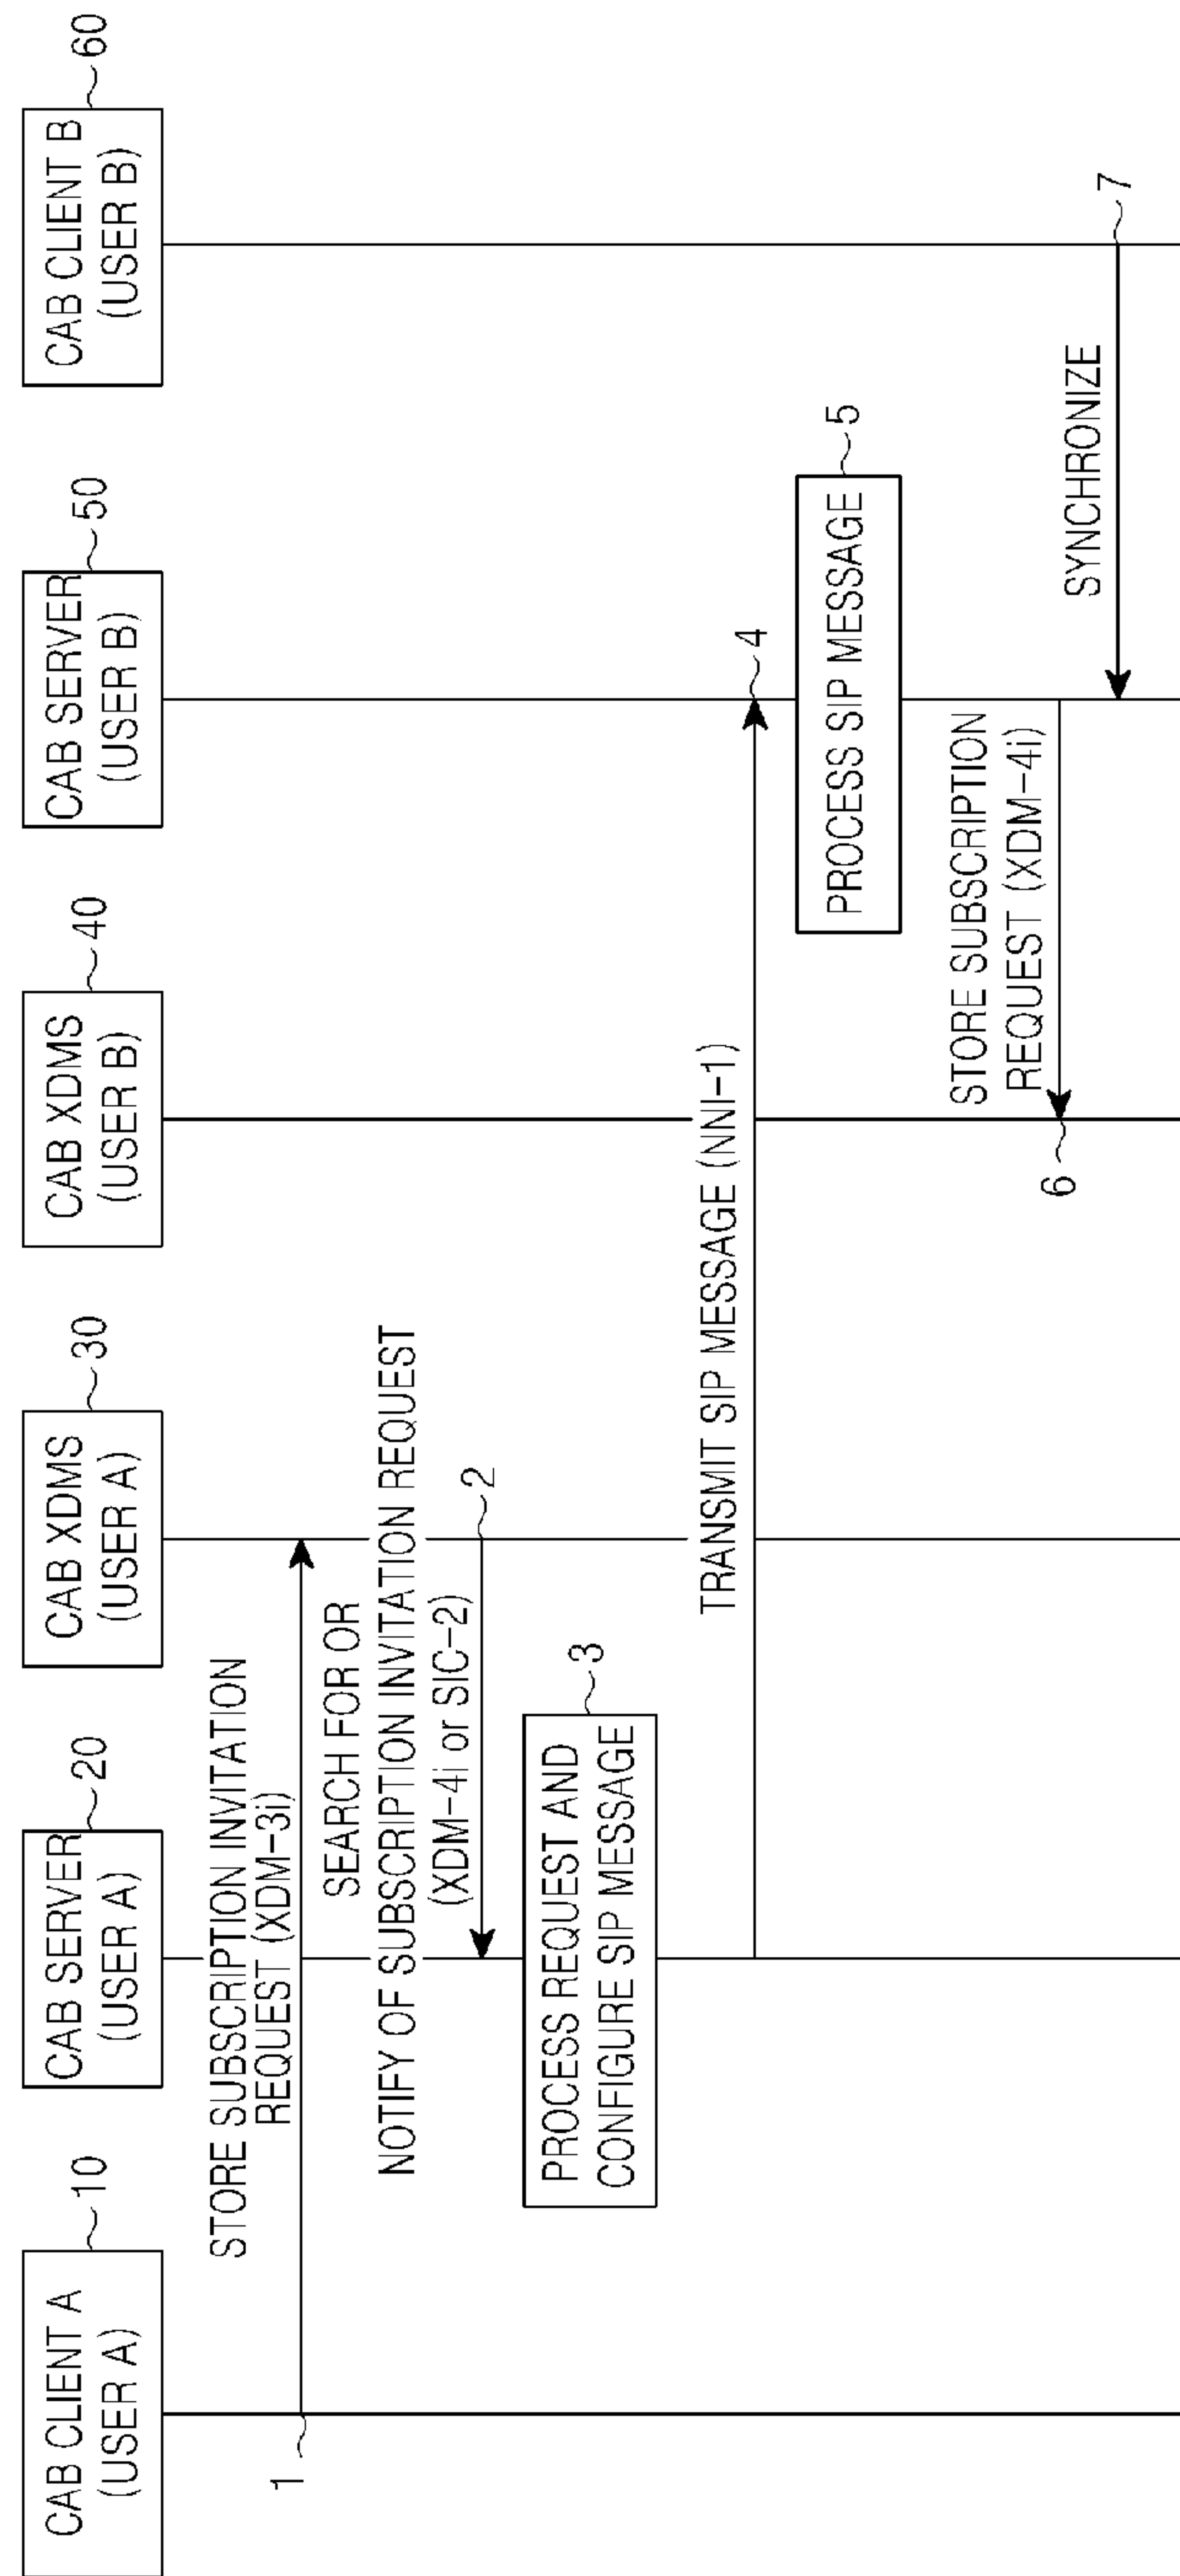 CAB CLIENT A
(USER A)
10
CAB SERVER
(USER A)
20
CAB XDMS
(USER A)
30
CAB XDMS
(USER B)
40
CAB SERVER
(USER B)
50
CAB CLIENT B
(USER B)
60
1
STORE SUBSCRIPTION INVITATION
REQUEST (XDM-3i)
SEARCH FOR OR
NOTIFY OF SUBSCRIPTION INVITATION REQUEST
(XDM-4i or SIC-2)
2
PROCESS REQUEST AND
CONFIGURE SIP MESSAGE
3
TRANSMIT SIP MESSAGE (NNI-1)
4
PROCESS SIP MESSAGE
5
STORE SUBSCRIPTION
REQUEST (XDM-4i)
6
SYNCHRONIZE
7